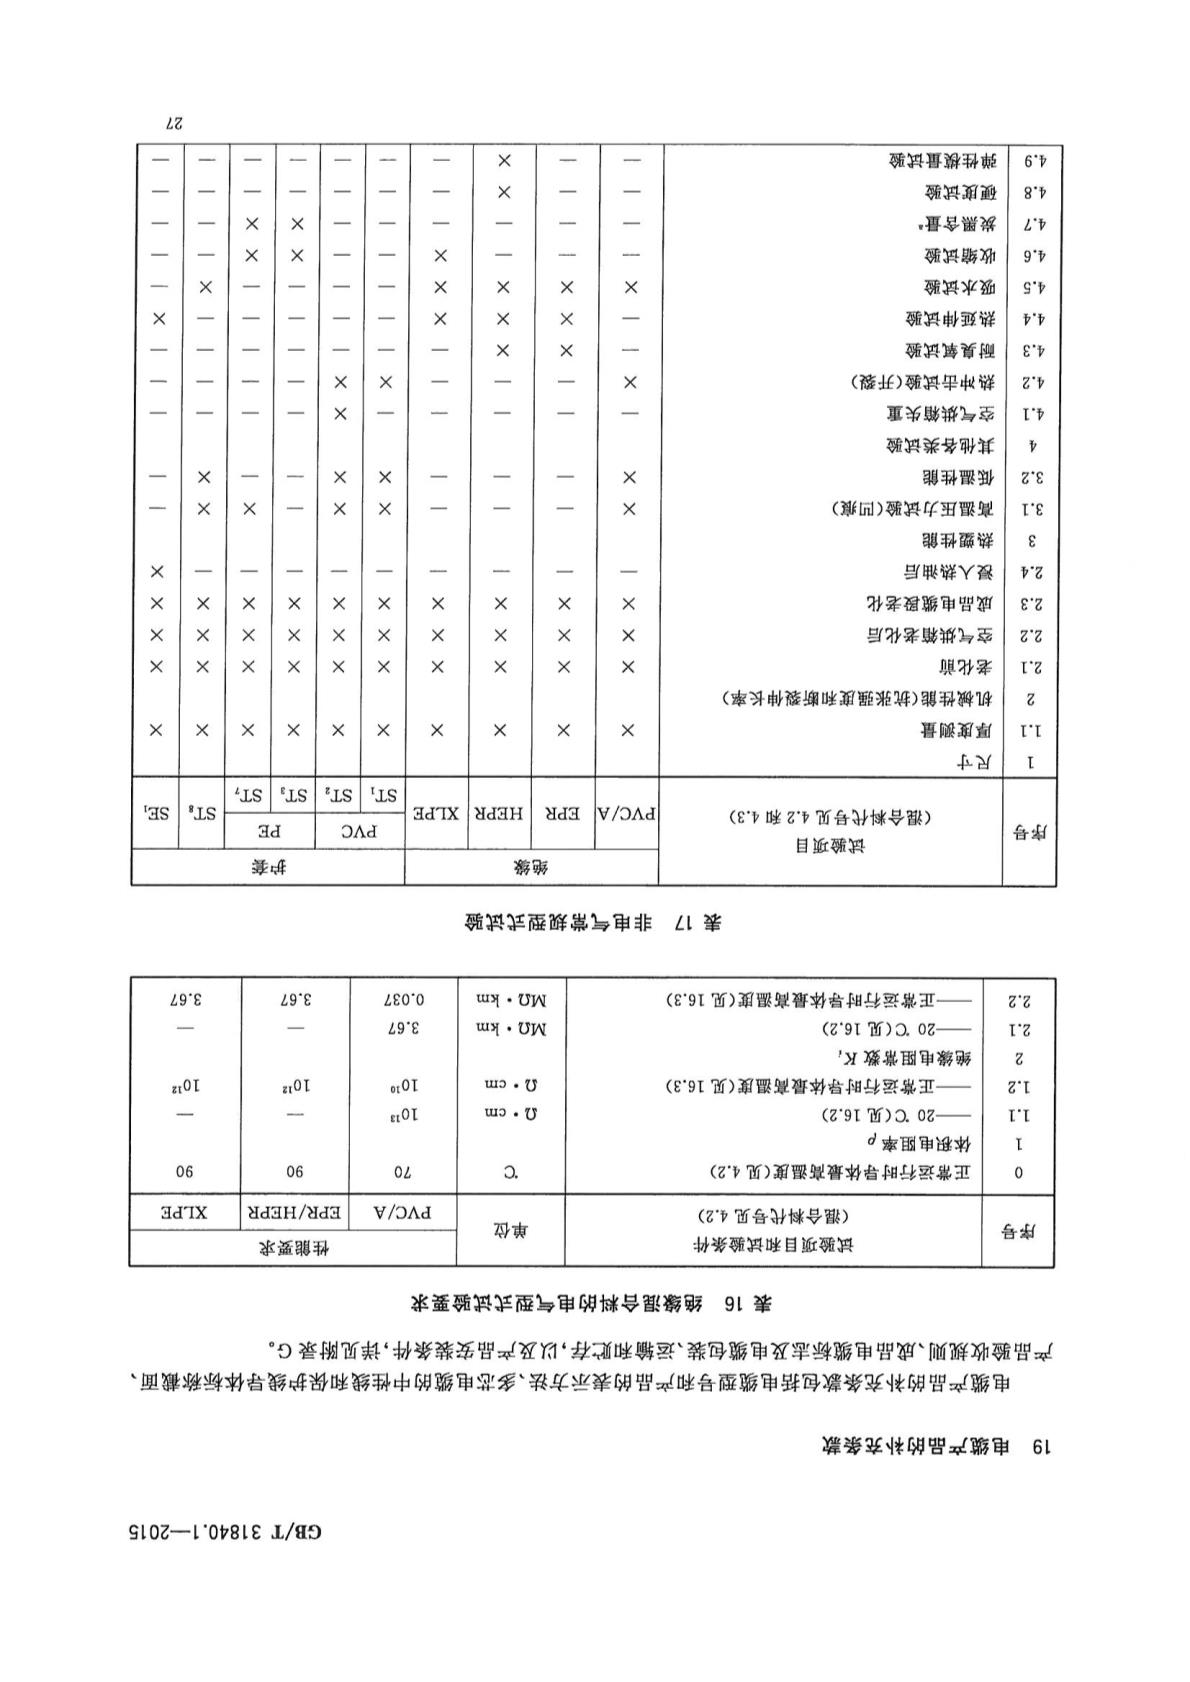 GB/T 31840.1—2015
19 电缆产品的补充条款
电缆产品的补充条款包括电缆型号和产品的表示方法、多芯电缆的中性线和保护线导体标称截面、
产品验收规则、成品电缆标志及电缆包装、运输和贮存,以及产品安装条件,详见附录 G。
表 16 绝缘混合料的电气型式试验要求
序号 试验项目和试验条件 (混合料代号见 4.2) 单位 性能要求
PVC/A EPR/HEPR XLPE
0 正常运行时导体最高温度(见 4.2) ℃ 70 90 90
1 体积电阻率 ρ
1.1 ——20 ℃(见 16.2) Ω·cm 10¹³ — —
1.2 ——正常运行时导体最高温度(见 16.3) Ω·cm 10¹⁰ 10¹² 10¹²
2 绝缘电阻常数 Kᵢ
2.1 ——20 ℃(见 16.2) MΩ·km 3.67 — —
2.2 ——正常运行时导体最高温度(见 16.3) MΩ·km 0.037 3.67 3.67
表 17 非电气常规型式试验
序号 试验项目 (混合料代号见 4.2 和 4.3) 绝缘 护套
PVC/A EPR HEPR XLPE PVC PE ST₈ SE₁
ST₁ ST₂ ST₃ ST₇
1 尺寸
1.1 厚度测量 × × × × × × × × × ×
2 机械性能(抗张强度和断裂伸长率)
2.1 老化前 × × × × × × × × × ×
2.2 空气烘箱老化后 × × × × × × × × × ×
2.3 成品电缆段老化 × × × × × × × × × ×
2.4 浸入热油后 — — — — — — — — — ×
3 热塑性能
3.1 高温压力试验(凹痕) × — — — × × — × × —
3.2 低温性能 × — — — × × — — × —
4 其他各类试验
4.1 空气烘箱失重 — — — — — × — — — —
4.2 热冲击试验(开裂) × — — — × × — — — —
4.3 耐臭氧试验 — × × — — — — — — —
4.4 热延伸试验 — × × × — — — — — ×
4.5 吸水试验 × × × × — — — — × —
4.6 收缩试验 — — — × — — × × — —
4.7 炭黑含量ᵃ — — — — — — × × — —
4.8 硬度试验 — — × — — — — — — —
4.9 弹性模量试验 — — × — — — — — — —
27